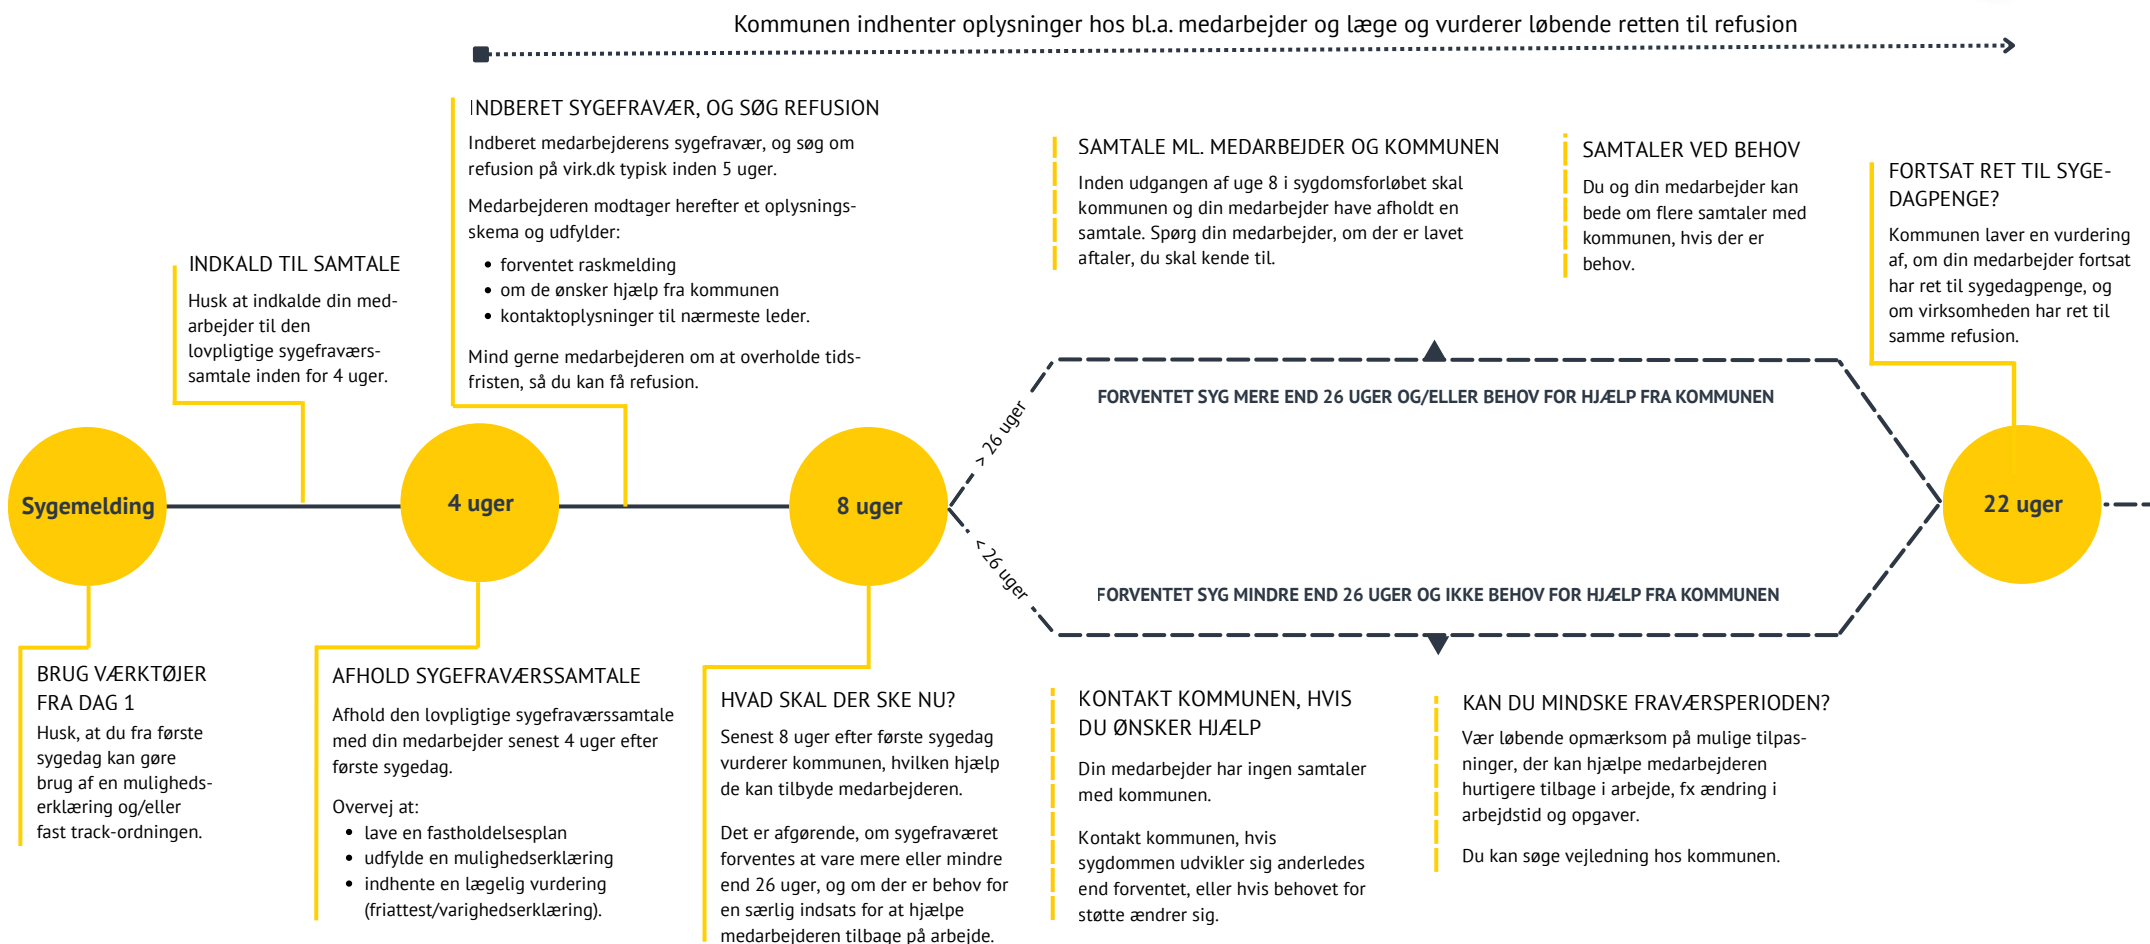 Kommunen indhenter oplysninger hos bl.a. medarbejder og læge og vurderer løbende retten til refusion
INDKALD TIL SAMTALE
Husk at indkalde din med-
arbejder til den
lovpligtige sygefraværs-
samtale inden for 4 uger.
INDBERET SYGEFRAVÆR, OG SØG REFUSION
Indberet medarbejderens sygefravær, og søg om
refusion på virk.dk typisk inden 5 uger.
Medarbejderen modtager herefter et oplysnings-
skema og udfylder:
• forventet raskmelding
• om de ønsker hjælp fra kommunen
• kontaktoplysninger til nærmeste leder.
Mind gerne medarbejderen om at overholde tids-
fristen, så du kan få refusion.
SAMTALE ML. MEDARBEJDER OG KOMMUNEN
Inden udgangen af uge 8 i sygdomsforløbet skal
kommunen og din medarbejder have afholdt en
samtale. Spørg din medarbejder, om der er lavet
aftaler, du skal kende til.
SAMTALER VED BEHOV
Du og din medarbejder kan
bede om flere samtaler med
kommunen, hvis der er
behov.
FORTSAT RET TIL SYGE-
DAGPENGE?
Kommunen laver en vurdering
af, om din medarbejder fortsat
har ret til sygedagpenge, og
om virksomheden har ret til
samme refusion.
Sygemelding
4 uger
8 uger
> 26 uger
FORVENTET SYG MERE END 26 UGER OG/ELLER BEHOV FOR HJÆLP FRA KOMMUNEN
< 26 uger
FORVENTET SYG MINDRE END 26 UGER OG IKKE BEHOV FOR HJÆLP FRA KOMMUNEN
22 uger
BRUG VÆRKTØJER
FRA DAG 1
Husk, at du fra første
sygedag kan gøre
brug af en muligheds-
erklæring og/eller
fast track-ordningen.
AFHOLD SYGEFRAVÆRSSAMTALE
Afhold den lovpligtige sygefraværssamtale
med din medarbejder senest 4 uger efter
første sygedag.
Overvej at:
• lave en fastholdelsesplan
• udfylde en mulighedserklæring
• indhente en lægelig vurdering
(friattest/varighedserklæring).
HVAD SKAL DER SKE NU?
Senest 8 uger efter første sygedag
vurderer kommunen, hvilken hjælp
de kan tilbyde medarbejderen.
Det er afgørende, om sygefraværet
forventes at vare mere eller mindre
end 26 uger, og om der er behov for
en særlig indsats for at hjælpe
medarbejderen tilbage på arbejde.
KONTAKT KOMMUNEN, HVIS
DU ØNSKER HJÆLP
Din medarbejder har ingen samtaler
med kommunen.
Kontakt kommunen, hvis
sygdommen udvikler sig anderledes
end forventet, eller hvis behovet for
støtte ændrer sig.
KAN DU MINDSKE FRAVÆRSPERIODEN?
Vær løbende opmærksom på mulige tilpas-
ninger, der kan hjælpe medarbejderen
hurtigere tilbage i arbejde, fx ændring i
arbejdstid og opgaver.
Du kan søge vejledning hos kommunen.